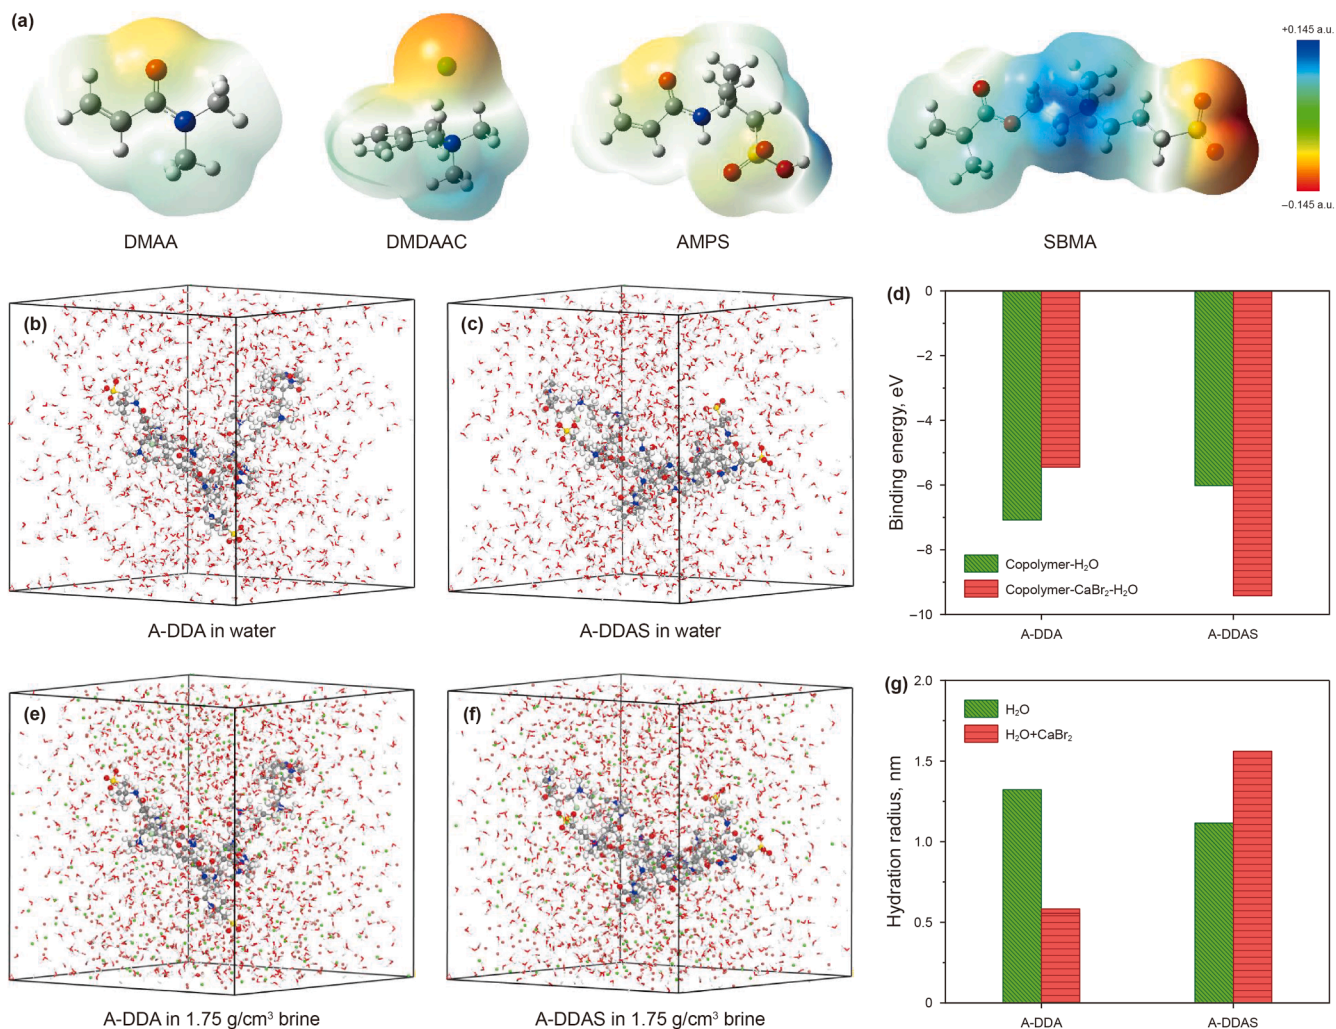 (a)
+0.145 a.u.
−0.145 a.u.
DMAA
DMDAAC
AMPS
SBMA
(b)
A-DDA in water
(c)
A-DDAS in water
(d)
Binding energy, eV
0
−2
−4
−6
−8
−10
Copolymer-H₂O
Copolymer-CaBr₂-H₂O
A-DDA
A-DDAS
(e)
A-DDA in 1.75 g/cm³ brine
(f)
A-DDAS in 1.75 g/cm³ brine
(g)
Hydration radius, nm
2.0
1.5
1.0
0.5
0
H₂O
H₂O+CaBr₂
A-DDA
A-DDAS